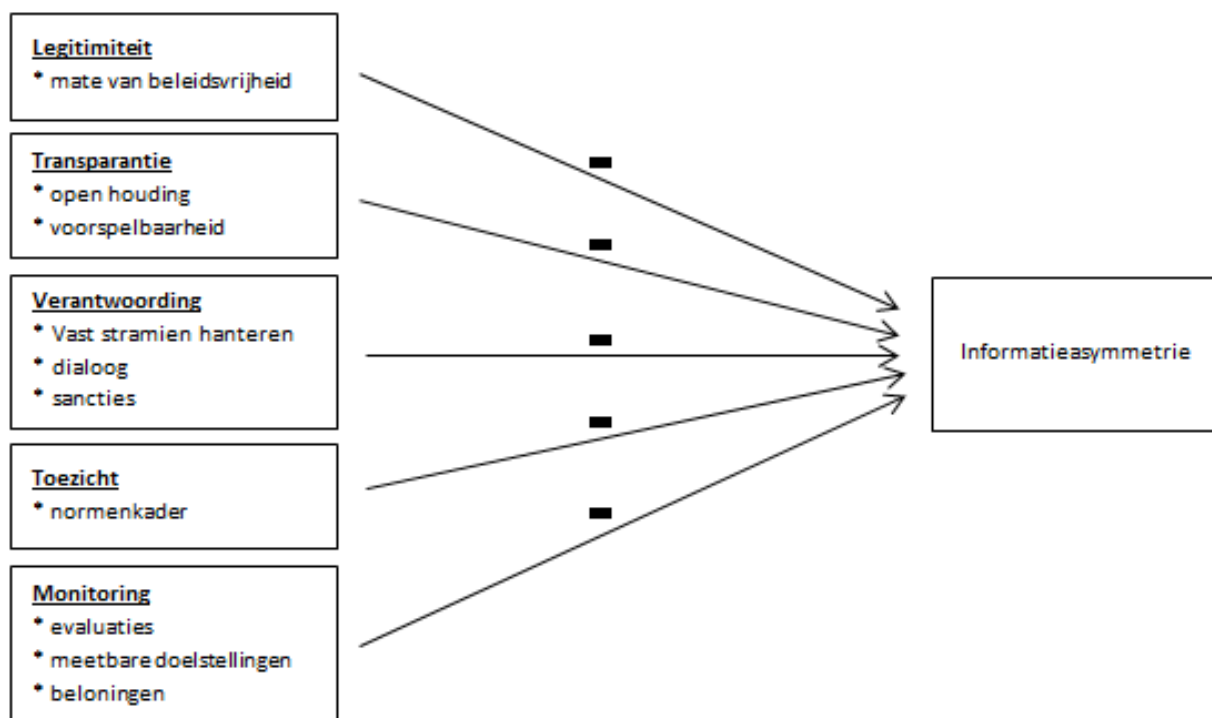 Legitimiteit
* mate van beleidsvrijheid
Transparantie
* open houding
* voorspelbaarheid
Verantwoording
* Vast stramien hanteren
* dialoog
* sancties
Toezicht
* normenkader
Monitoring
* evaluaties
* meetbare doelstellingen
* beloningen
-
-
-
-
-
Informatieasymmetrie